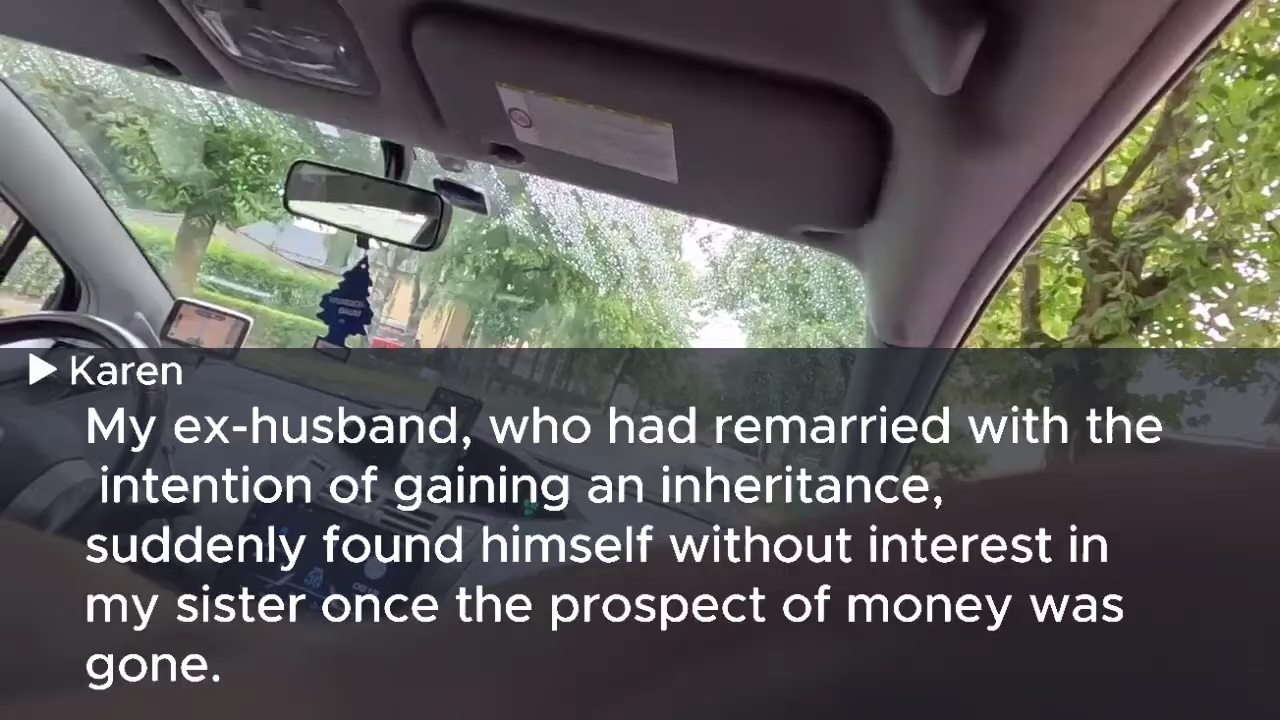 ▶ Karen
My ex-husband, who had remarried with the
intention of gaining an inheritance,
suddenly found himself without interest in
my sister once the prospect of money was
gone.